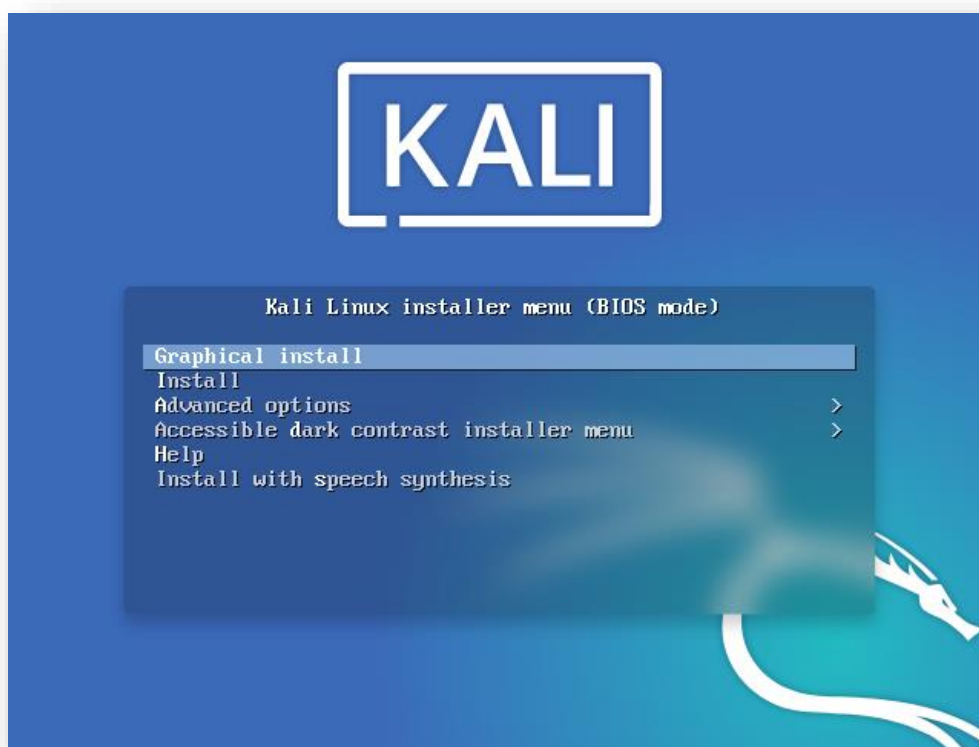 KALI
Kali Linux installer menu (BIOS mode)
Graphical install
Install
Advanced options >
Accessible dark contrast installer menu >
Help
Install with speech synthesis